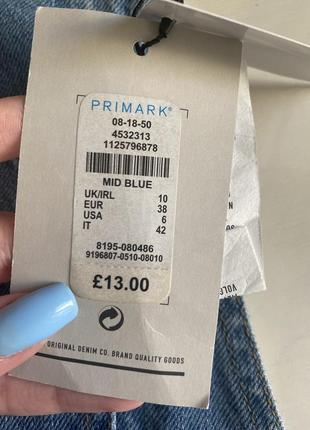 PRIMARK®
08-18-50
4532313
1125796878
MID BLUE
UK/IRL 10
EUR 38
USA 6
IT 42
8195-080486
9196807-0510-08010
£13.00
ORIGINAL DENIM CO. BRAND QUALITY GOODS